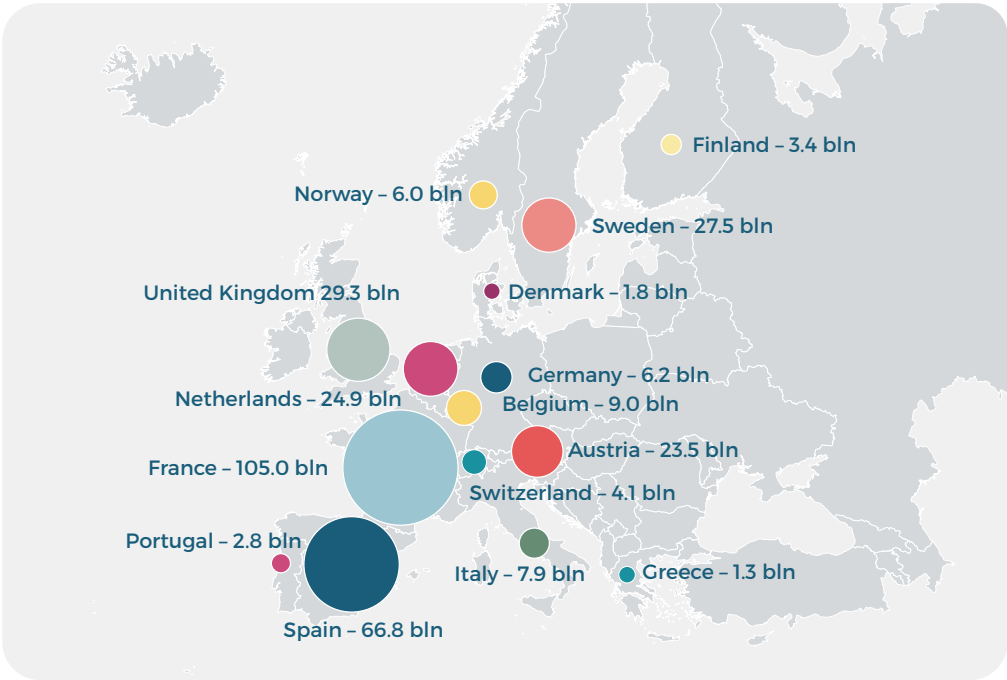 Finland – 3.4 bln
Norway – 6.0 bln
Sweden – 27.5 bln
United Kingdom 29.3 bln
Denmark – 1.8 bln
Germany – 6.2 bln
Netherlands – 24.9 bln
Belgium – 9.0 bln
Austria – 23.5 bln
France – 105.0 bln
Switzerland – 4.1 bln
Portugal – 2.8 bln
Italy – 7.9 bln
Greece – 1.3 bln
Spain – 66.8 bln